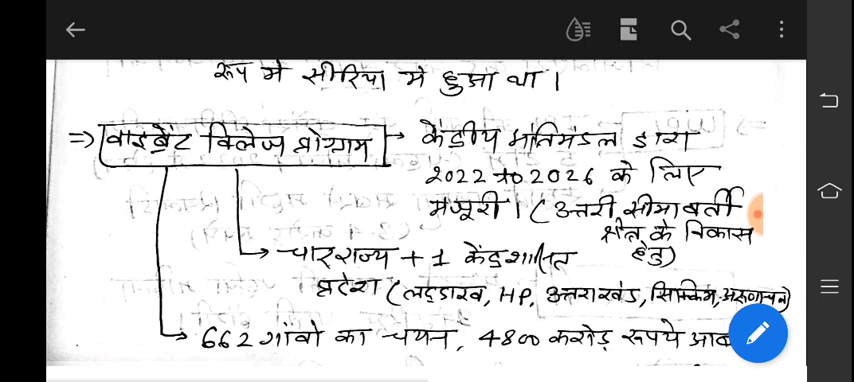 रूप मे सीरिया मे हुआ था।
=> वाइब्रेंट विलेज प्रोग्राम → केंद्रीय मंत्रिमंडल द्वारा
2022 to 2026 के लिए
मंजूरी। (उत्तरी सीमावर्ती
क्षेत्र के विकास
हेतु)
→ चार राज्य + 1 केंद्रशासित
प्रदेश (लद्दाख, HP, उत्तराखंड, सिक्किम, अरुणाचल)
→ 662 गांवो का चयन, 4800 करोड़ रूपये